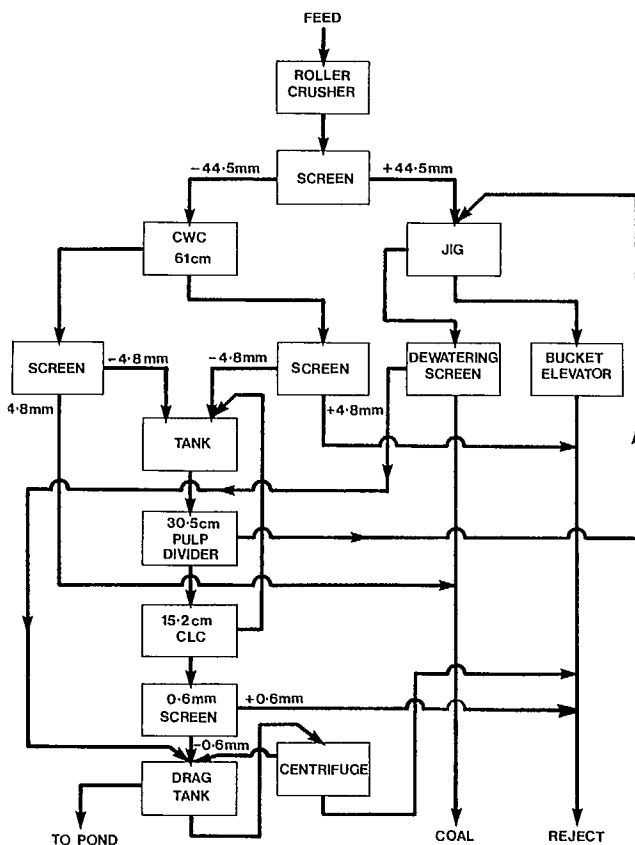 FEED
ROLLER
CRUSHER
−44·5mm
+44·5mm
SCREEN
CWC
61cm
JIG
SCREEN
−4·8mm
−4·8mm
SCREEN
DEWATERING
SCREEN
BUCKET
ELEVATOR
4·8mm
+4·8mm
TANK
30·5cm
PULP
DIVIDER
15·2cm
CLC
0·6mm
SCREEN
+0·6mm
−0·6mm
DRAG
TANK
CENTRIFUGE
TO POND
COAL
REJECT